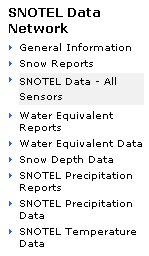 SNOTEL Data
Network
General Information
Snow Reports
SNOTEL Data - All
Sensors
Water Equivalent
Reports
Water Equivalent Data
Snow Depth Data
SNOTEL Precipitation
Reports
SNOTEL Precipitation
Data
SNOTEL Temperature
Data